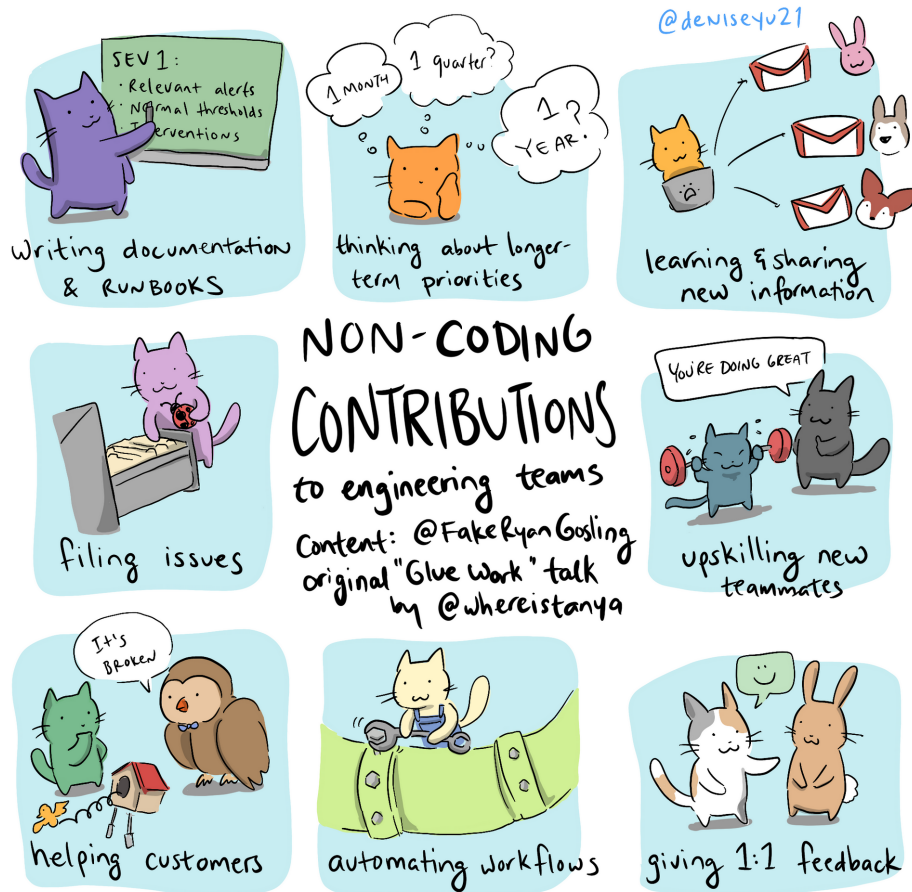 @deniseyu21
SEV 1:
· Relevant alerts
· Normal thresholds
· Interventions
writing documentation
& RUNBOOKS
1 MONTH
1 quarter?
1 YEAR?
thinking about longer-
term priorities
learning & sharing
new information
NON-CODING
CONTRIBUTIONS
to engineering teams
Content: @FakeRyanGosling
original "Glue Work" talk
by @whereistanya
filing issues
YOU'RE DOING GREAT
upskilling new
teammates
It's
BROKEN
helping customers
automating workflows
giving 1:1 feedback